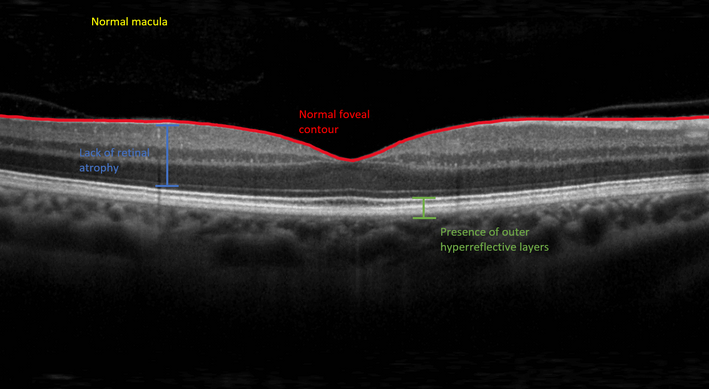 Normal macula
Normal foveal
contour
Lack of retinal
atrophy
Presence of outer
hyperreflective layers